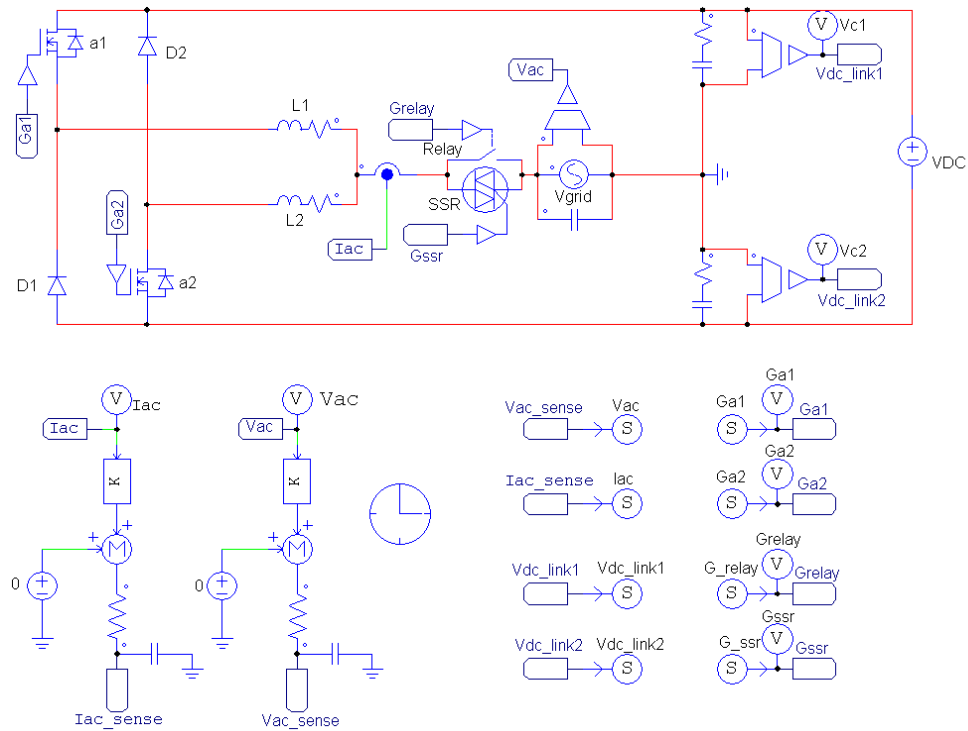 a1
D2
V
Vc1
Vdc_link1
Ga1
Vac
L1
Grelay
Relay
VDC
SSR
Vgrid
Ga2
L2
Iac
Gssr
D1
a2
V
Vc2
Vdc_link2
V
Iac
V
Vac
Iac
Vac
K
K
M
M
0
0
Iac_sense
Vac_sense
Vac_sense
Vac
S
Iac_sense
Iac
S
Vdc_link1
Vdc_link1
S
Vdc_link2
Vdc_link2
S
Ga1
V
Ga1
S
Ga1
Ga2
V
Ga2
S
Ga2
Grelay
V
G_relay
S
Grelay
Gssr
V
G_ssr
S
Gssr